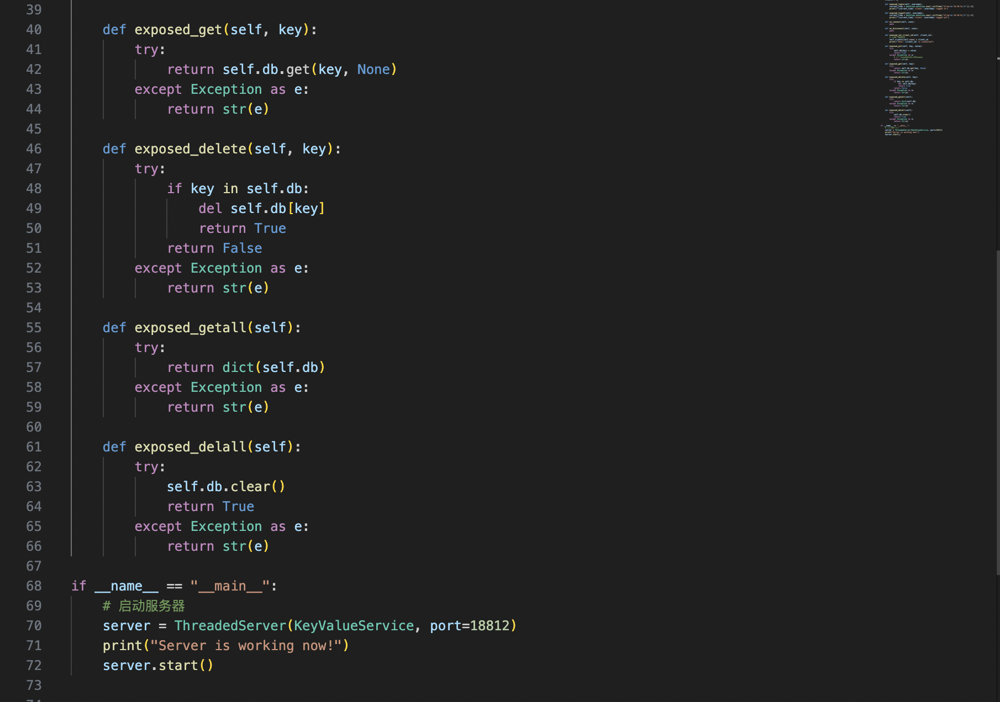 39
40 def exposed_get(self, key):
41 try:
42 return self.db.get(key, None)
43 except Exception as e:
44 return str(e)
45
46 def exposed_delete(self, key):
47 try:
48 if key in self.db:
49 del self.db[key]
50 return True
51 return False
52 except Exception as e:
53 return str(e)
54
55 def exposed_getall(self):
56 try:
57 return dict(self.db)
58 except Exception as e:
59 return str(e)
60
61 def exposed_delall(self):
62 try:
63 self.db.clear()
64 return True
65 except Exception as e:
66 return str(e)
67
68 if __name__ == "__main__":
69 # 启动服务器
70 server = ThreadedServer(KeyValueService, port=18812)
71 print("Server is working now!")
72 server.start()
73